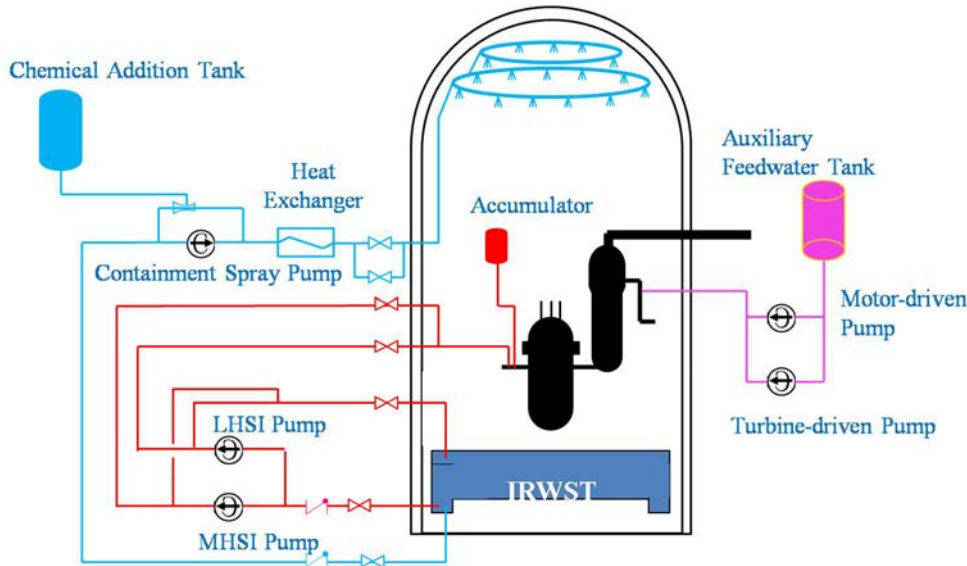 Chemical Addition Tank
Heat
Exchanger
Containment Spray Pump
Accumulator
Auxiliary
Feedwater Tank
Motor-driven
Pump
Turbine-driven Pump
LHSI Pump
MHSI Pump
IRWST